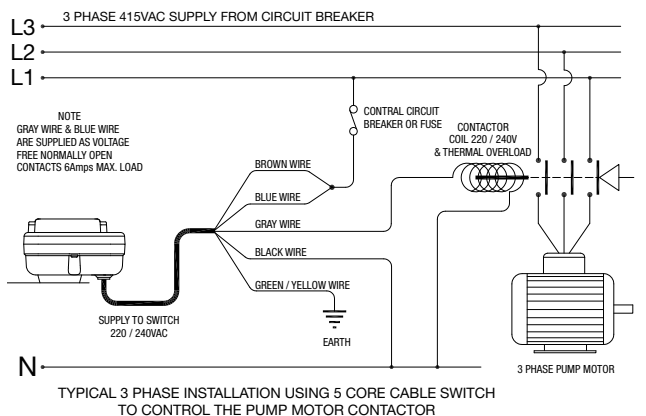 3 PHASE 415VAC SUPPLY FROM CIRCUIT BREAKER
L3
L2
L1
NOTE
GRAY WIRE & BLUE WIRE
ARE SUPPLIED AS VOLTAGE
FREE NORMALLY OPEN
CONTACTS 6Amps MAX. LOAD
CONTRAL CIRCUIT
BREAKER OR FUSE
CONTACTOR
COIL 220 / 240V
& THERMAL OVERLOAD
BROWN WIRE
BLUE WIRE
GRAY WIRE
BLACK WIRE
GREEN / YELLOW WIRE
SUPPLY TO SWITCH
220 / 240VAC
EARTH
3 PHASE PUMP MOTOR
N
TYPICAL 3 PHASE INSTALLATION USING 5 CORE CABLE SWITCH
TO CONTROL THE PUMP MOTOR CONTACTOR